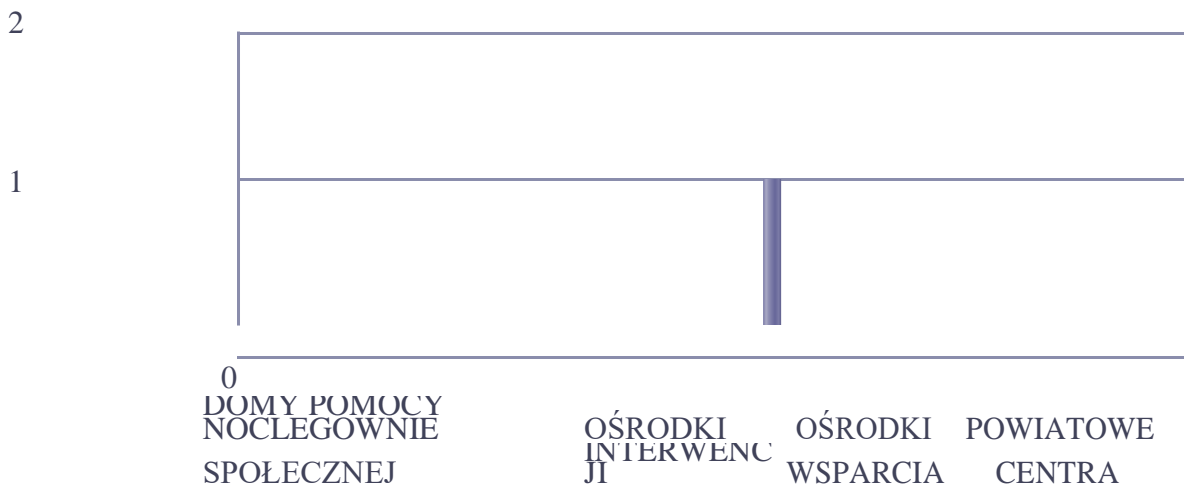 2
1
0
DOMY POMOCY
NOCLEGOWNIE OŚRODKI OŚRODKI POWIATOWE
INTERWENC
SPOŁECZNEJ JI WSPARCIA CENTRA